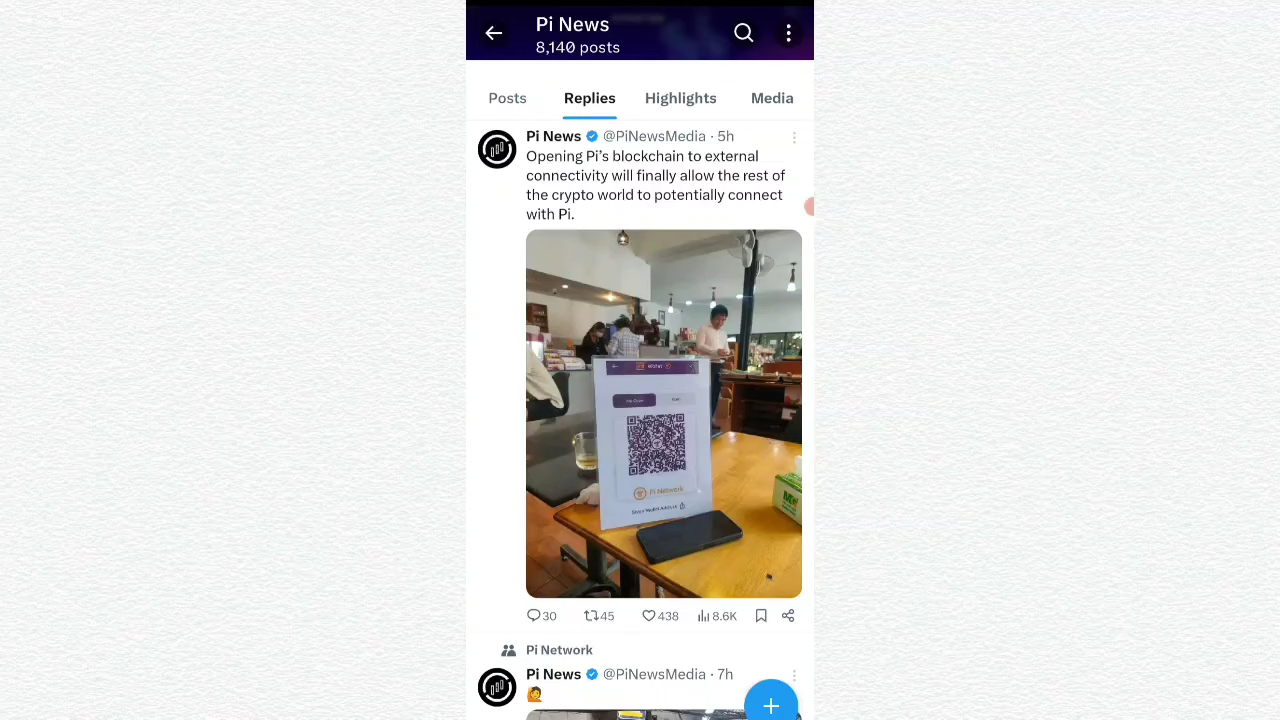 Pi News
8,140 posts
Posts Replies Highlights Media
Pi News @PiNewsMedia · 5h
Opening Pi’s blockchain to external
connectivity will finally allow the rest of
the crypto world to potentially connect
with Pi.
Pi Network
30 45 438 8.6K
Pi Network
Pi News @PiNewsMedia · 7h